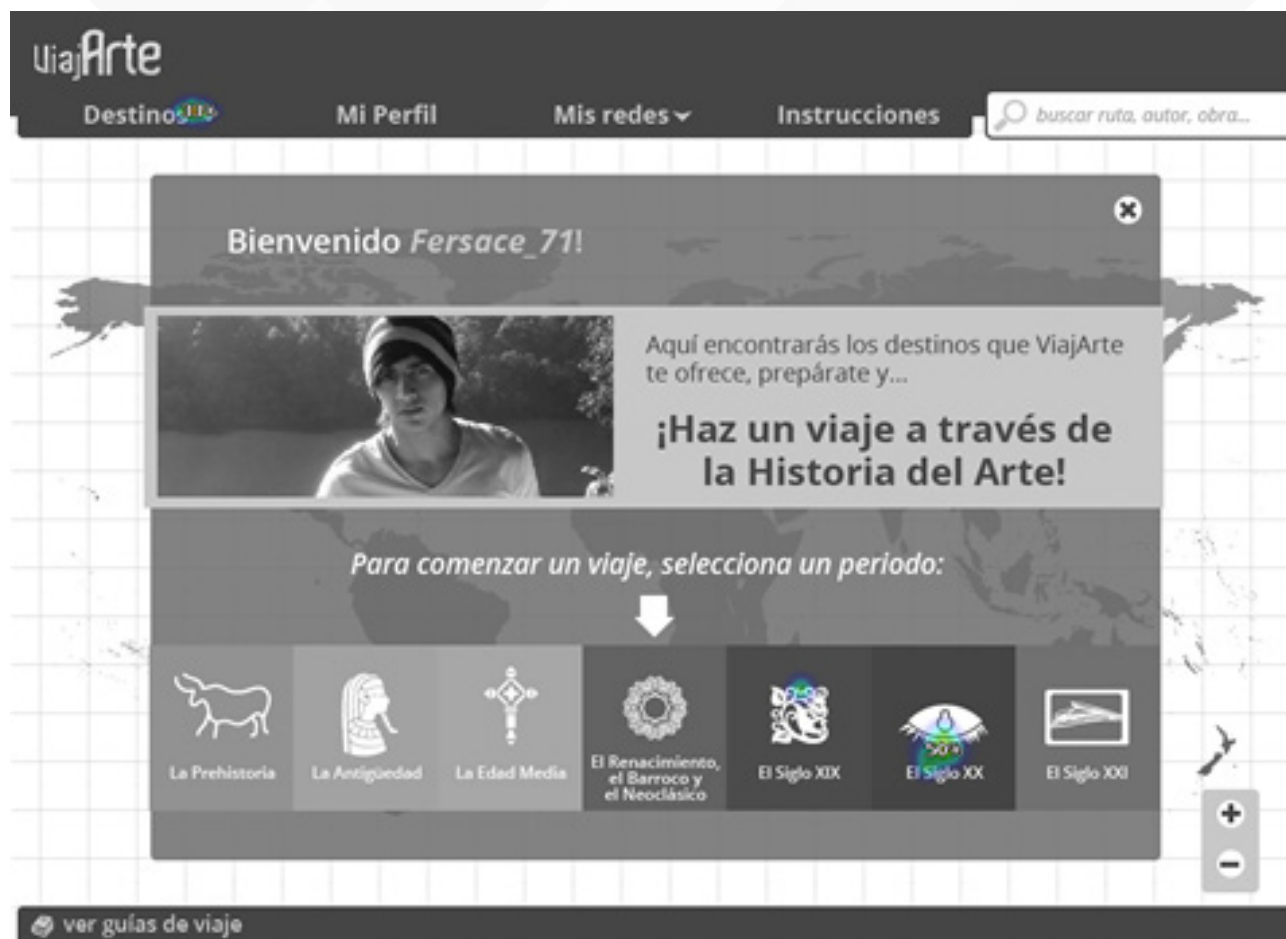 ViajArte
Destinos Mi Perfil Mis redes Instrucciones buscar ruta, autor, obra...
Bienvenido Fersace_71!
Aquí encontrarás los destinos que ViajArte
te ofrece, prepárate y...
¡Haz un viaje a través de
la Historia del Arte!
Para comenzar un viaje, selecciona un periodo:
La Prehistoria
La Antigüedad
La Edad Media
El Renacimiento,
el Barroco y
el Neoclásico
El Siglo XIX
50%
El Siglo XX
El Siglo XXI
ver guías de viaje